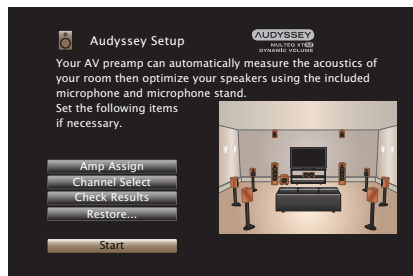 Audyssey Setup
AUDYSSEY
MULTEQ XT32
DYNAMIC VOLUME
Your AV preamp can automatically measure the acoustics of
your room then optimize your speakers using the included
microphone and microphone stand.
Set the following items
if necessary.
Amp Assign
Channel Select
Check Results
Restore...
Start